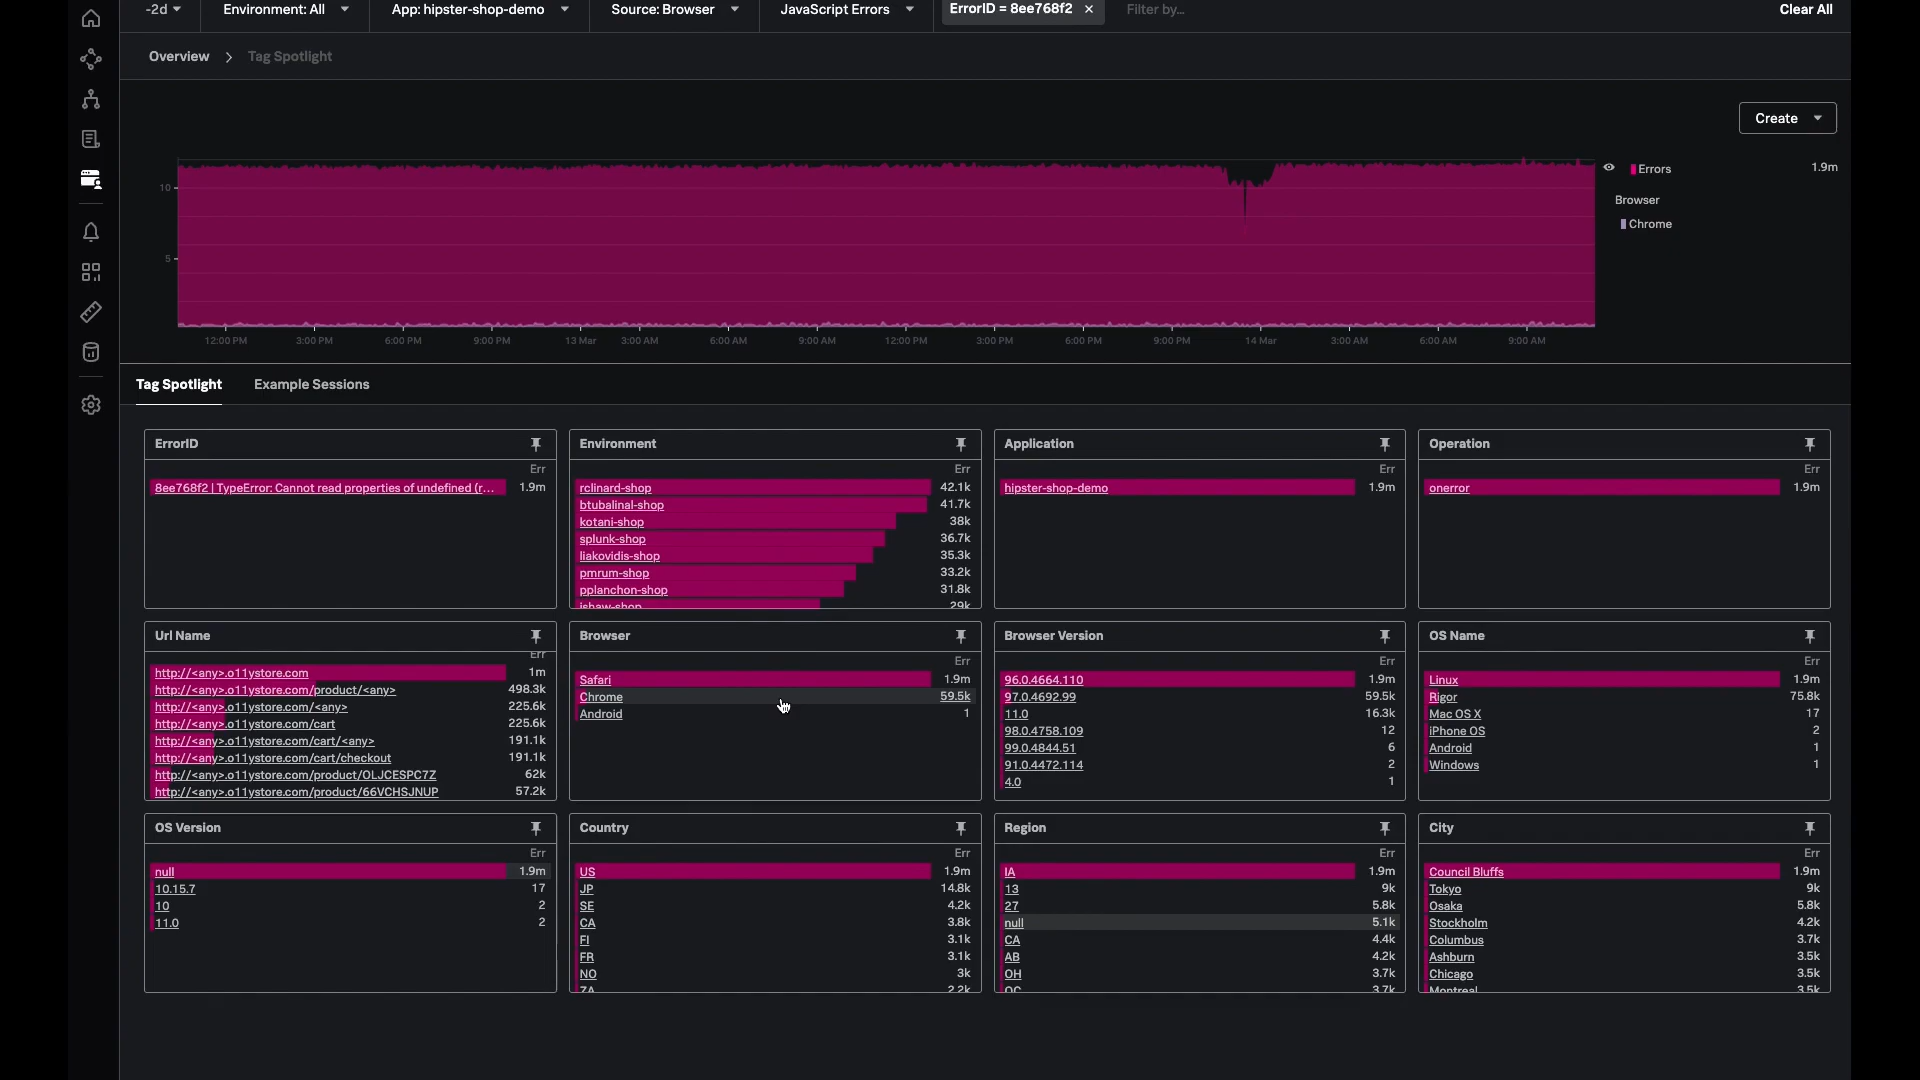 -2d
Environment: All
App: hipster-shop-demo
Source: Browser
JavaScript Errors
ErrorID = 8ee768f2 ×
Filter by...
Clear All
Overview
Tag Spotlight
Create
10
5
12:00 PM
3:00 PM
6:00 PM
9:00 PM
13 Mar
3:00 AM
6:00 AM
9:00 AM
12:00 PM
3:00 PM
6:00 PM
9:00 PM
14 Mar
3:00 AM
6:00 AM
9:00 AM
Errors 1.9m
Browser
Chrome
Tag Spotlight
Example Sessions
ErrorID
Err
8ee768f2 | TypeError: Cannot read properties of undefined (r... 1.9m
Environment
Err
rclinard-shop 42.1k
btubalinal-shop 41.7k
kotani-shop 38k
splunk-shop 36.7k
liakovidis-shop 35.3k
pmrum-shop 33.2k
pplanchon-shop 31.8k
ishaw-shop 29k
Application
Err
hipster-shop-demo 1.9m
Operation
Err
onerror 1.9m
Url Name
Err
http://<any>.o11ystore.com 1m
http://<any>.o11ystore.com/product/<any> 498.3k
http://<any>.o11ystore.com/<any> 225.6k
http://<any>.o11ystore.com/cart 225.6k
http://<any>.o11ystore.com/cart/<any> 191.1k
http://<any>.o11ystore.com/cart/checkout 191.1k
http://<any>.o11ystore.com/product/OLJCESPC7Z 62k
http://<any>.o11ystore.com/product/66VCHSJNUP 57.2k
Browser
Err
Safari 1.9m
Chrome 59.5k
Android 1
Browser Version
Err
96.0.4664.110 1.9m
97.0.4692.99 59.5k
11.0 16.3k
98.0.4758.109 12
99.0.4844.51 6
91.0.4472.114 2
4.0 1
OS Name
Err
Linux 1.9m
Rigor 75.8k
Mac OS X 17
iPhone OS 2
Android 1
Windows 1
OS Version
Err
null 1.9m
10.15.7 17
10 2
11.0 2
Country
Err
US 1.9m
JP 14.8k
SE 4.2k
CA 3.8k
FI 3.1k
FR 3.1k
NO 3k
ZA 2.2k
Region
Err
IA 1.9m
13 9k
27 5.8k
null 5.1k
CA 4.4k
AB 4.2k
OH 3.7k
QC 3.7k
City
Err
Council Bluffs 1.9m
Tokyo 9k
Osaka 5.8k
Stockholm 4.2k
Columbus 3.7k
Ashburn 3.5k
Chicago 3.5k
Montreal 3.5k